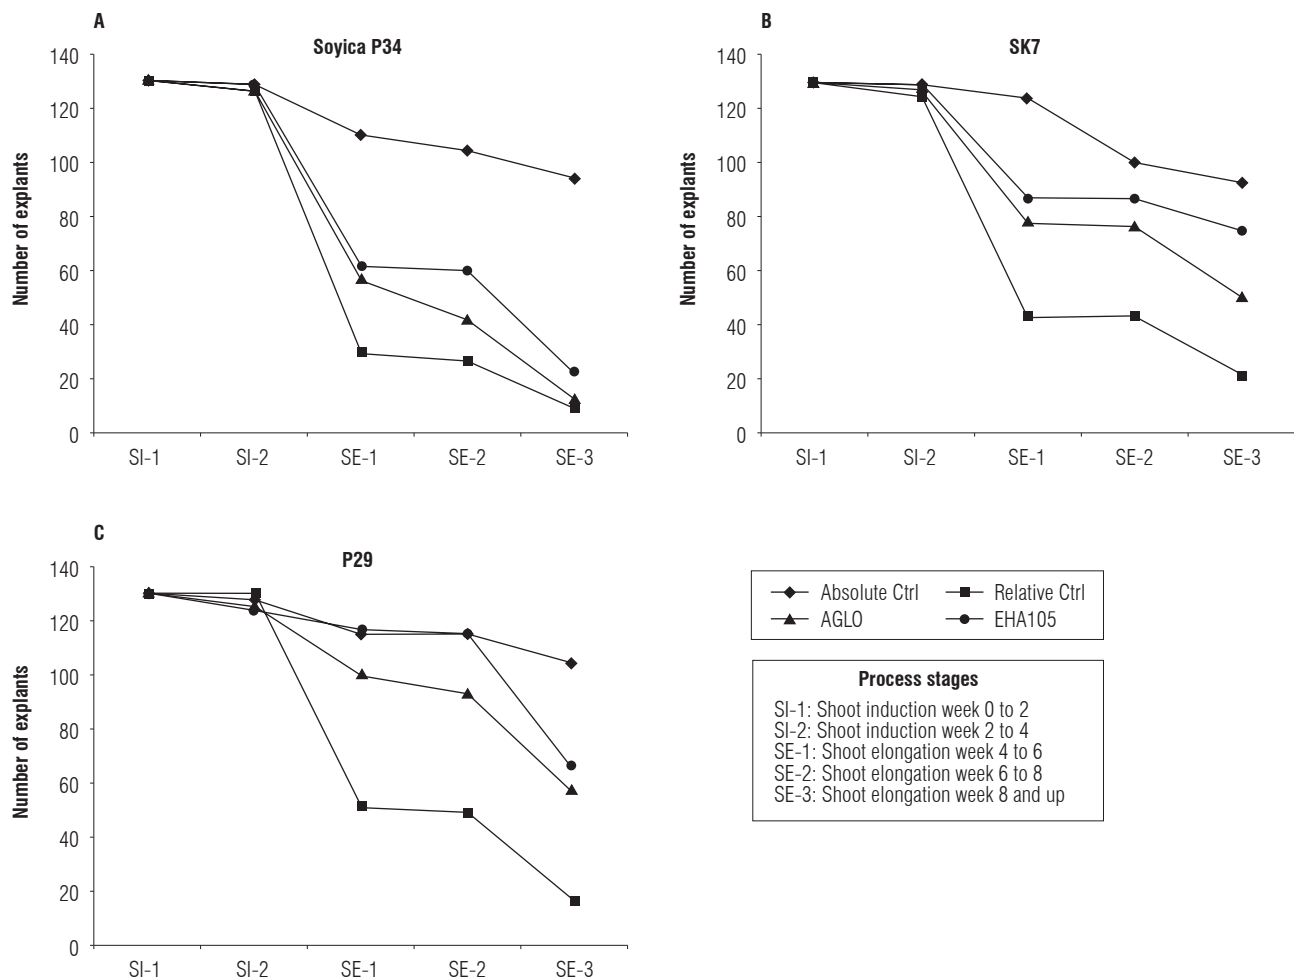 A
Soyica P34
Number of explants
140
120
100
80
60
40
20
0
SI-1 SI-2 SE-1 SE-2 SE-3
B
SK7
Number of explants
140
120
100
80
60
40
20
0
SI-1 SI-2 SE-1 SE-2 SE-3
C
P29
Number of explants
140
120
100
80
60
40
20
0
SI-1 SI-2 SE-1 SE-2 SE-3
Absolute Ctrl Relative Ctrl
AGLO EHA105
Process stages
SI-1: Shoot induction week 0 to 2
SI-2: Shoot induction week 2 to 4
SE-1: Shoot elongation week 4 to 6
SE-2: Shoot elongation week 6 to 8
SE-3: Shoot elongation week 8 and up